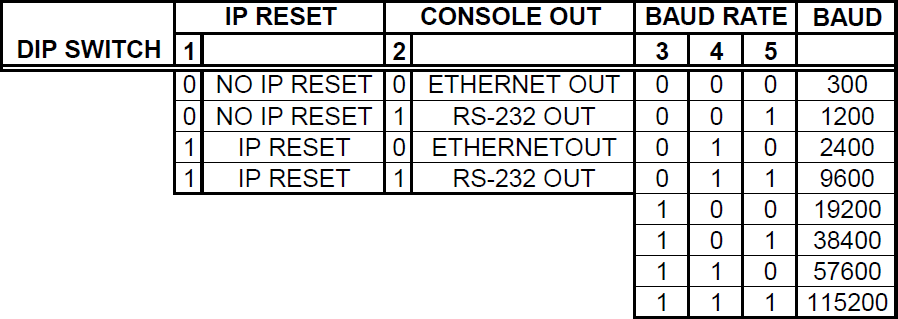 IP RESET CONSOLE OUT BAUD RATE BAUD
DIP SWITCH 1 2 3 4 5
0 NO IP RESET 0 ETHERNET OUT 0 0 0 300
0 NO IP RESET 1 RS-232 OUT 0 0 1 1200
1 IP RESET 0 ETHERNETOUT 0 1 0 2400
1 IP RESET 1 RS-232 OUT 0 1 1 9600
1 0 0 19200
1 0 1 38400
1 1 0 57600
1 1 1 115200